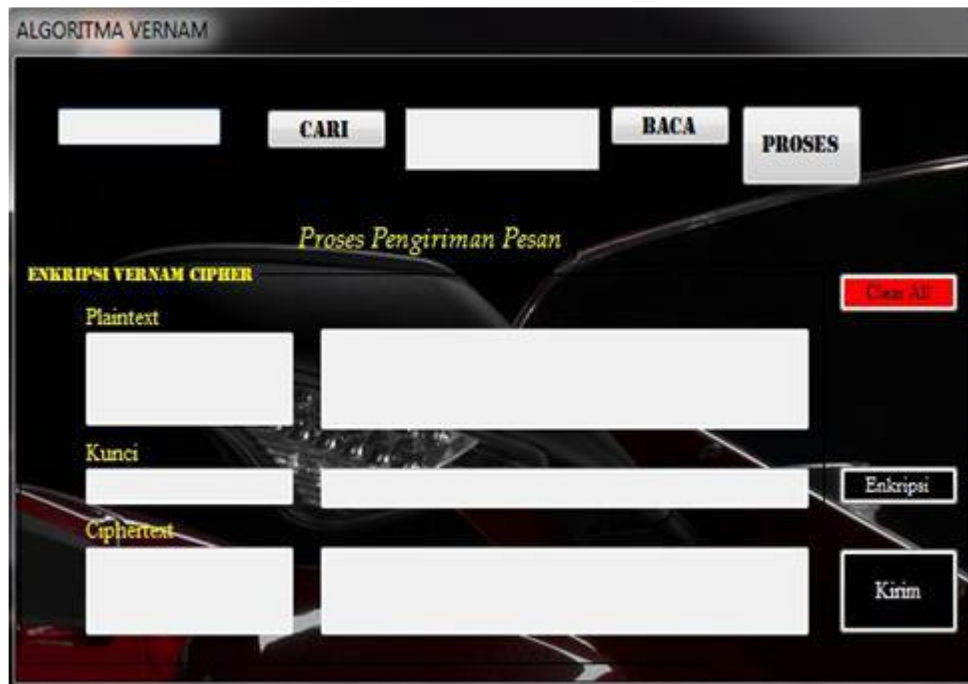 ALGORITMA VERNAM
CARI
BACA
PROSES
Proses Pengiriman Pesan
ENKRIPSI VERNAM CIPHER
Clear All
Plaintext
Kunci
Enkripsi
Ciphertext
Kirim